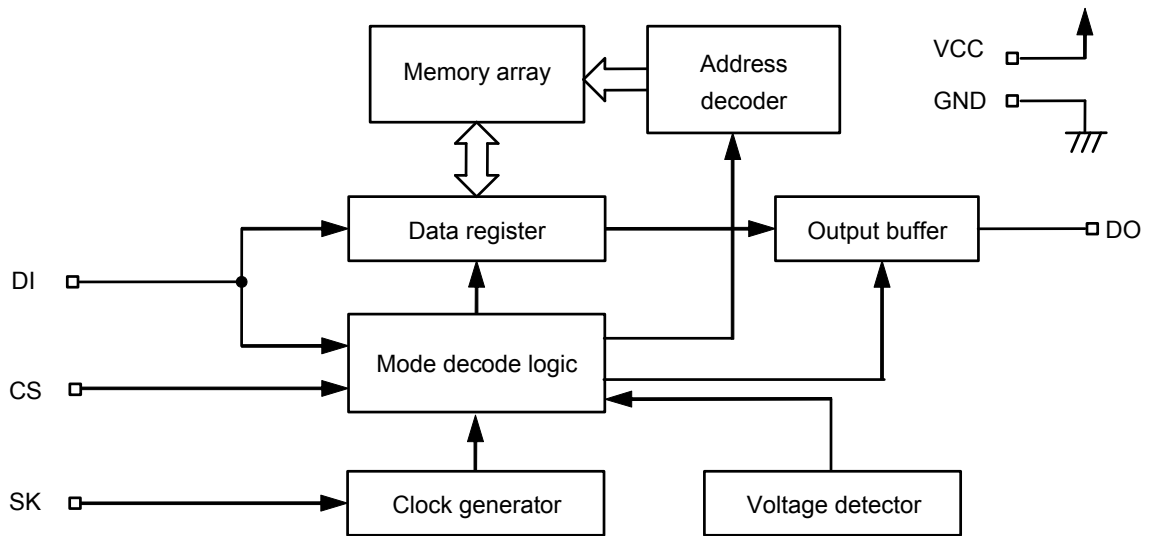 Memory array
Address
decoder
VCC
GND
Data register
Output buffer
DO
DI
Mode decode logic
CS
SK
Clock generator
Voltage detector